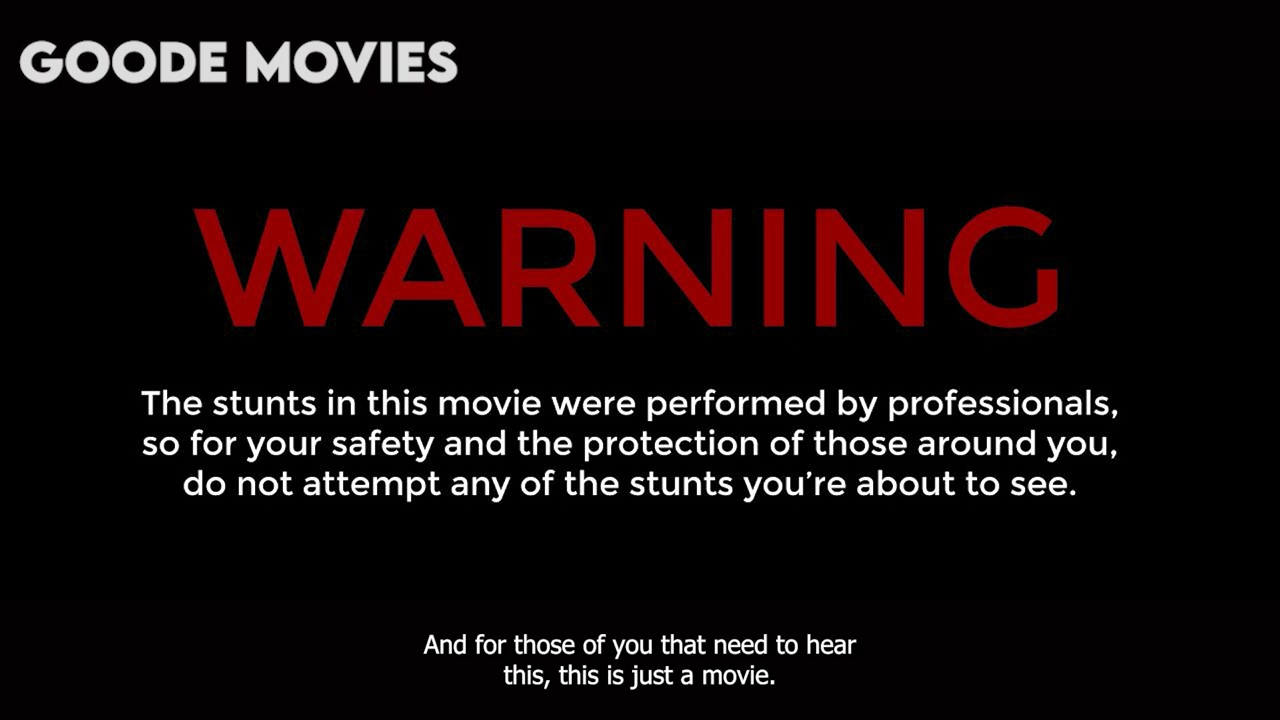 GOODE MOVIES
WARNING
The stunts in this movie were performed by professionals,
so for your safety and the protection of those around you,
do not attempt any of the stunts you're about to see.
And for those of you that need to hear
this, this is just a movie.